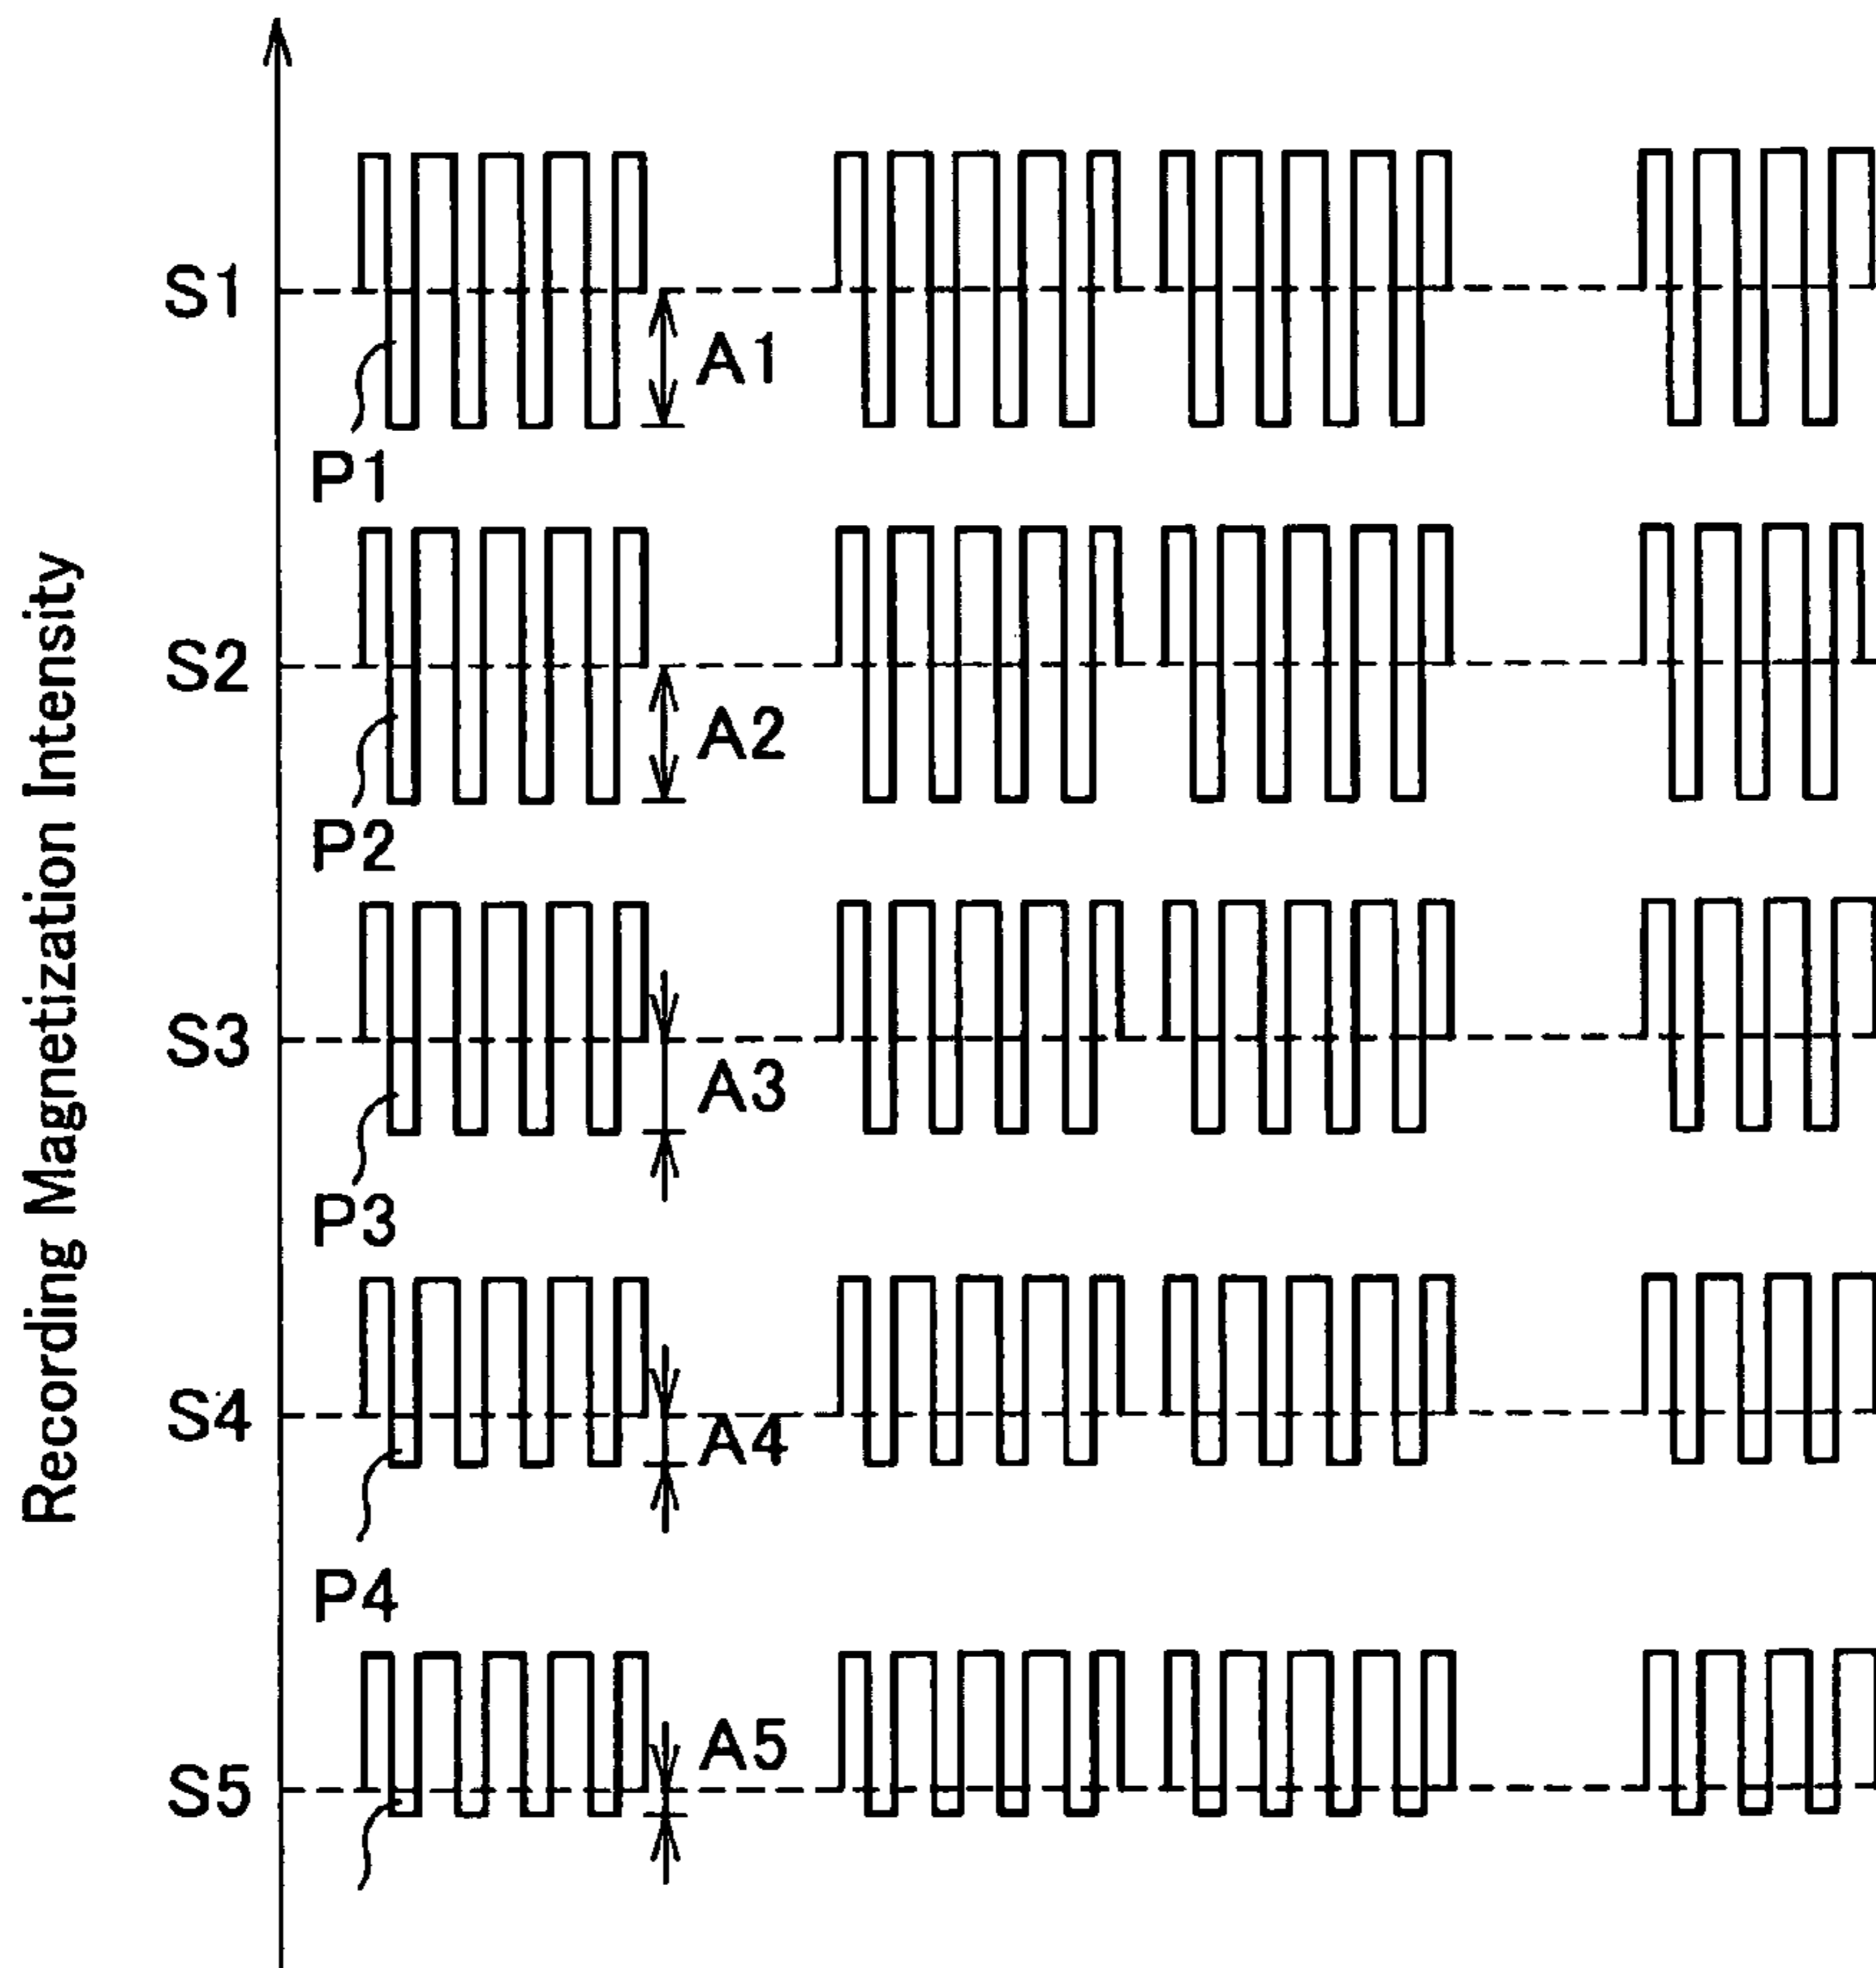 Recording Magnetization Intensity
S1
A1
P1
S2
A2
P2
S3
A3
P3
S4
A4
P4
S5
A5